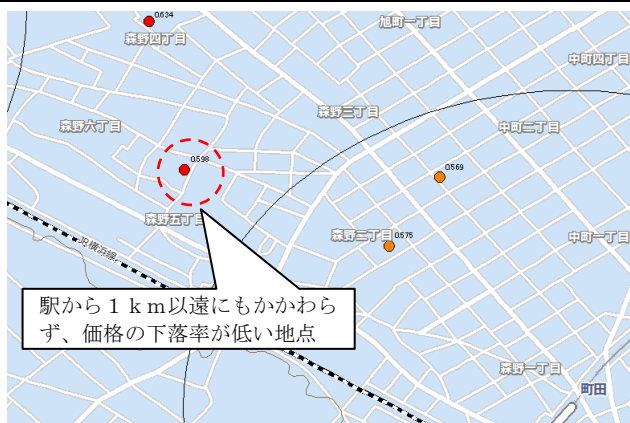 0.634
森野四丁目
旭町一丁目
中町四丁目
森野三丁目
森野六丁目
中町二丁目
0.598
0.569
森野五丁目
森野三丁目
0.575
中町一丁目
JR横浜線
駅から１ｋｍ以遠にもかかわら
ず、価格の下落率が低い地点
森野一丁目
町田